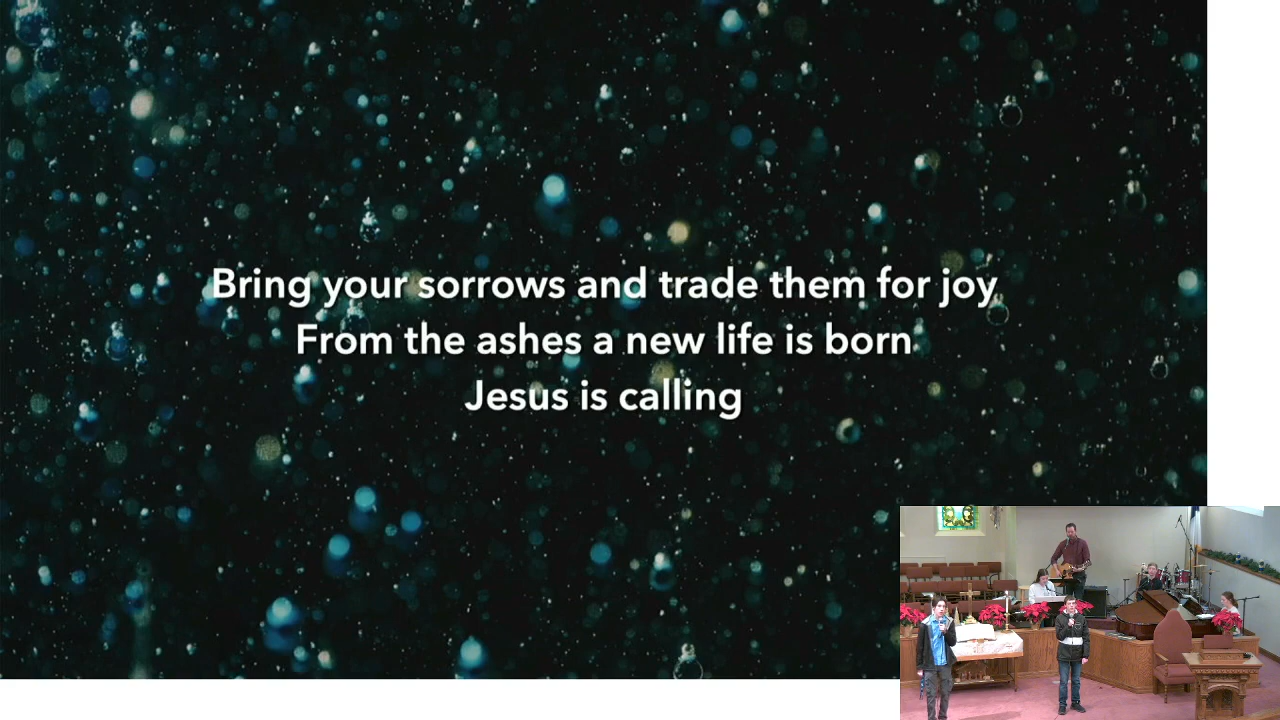 Bring your sorrows and trade them for joy
From the ashes a new life is born
Jesus is calling